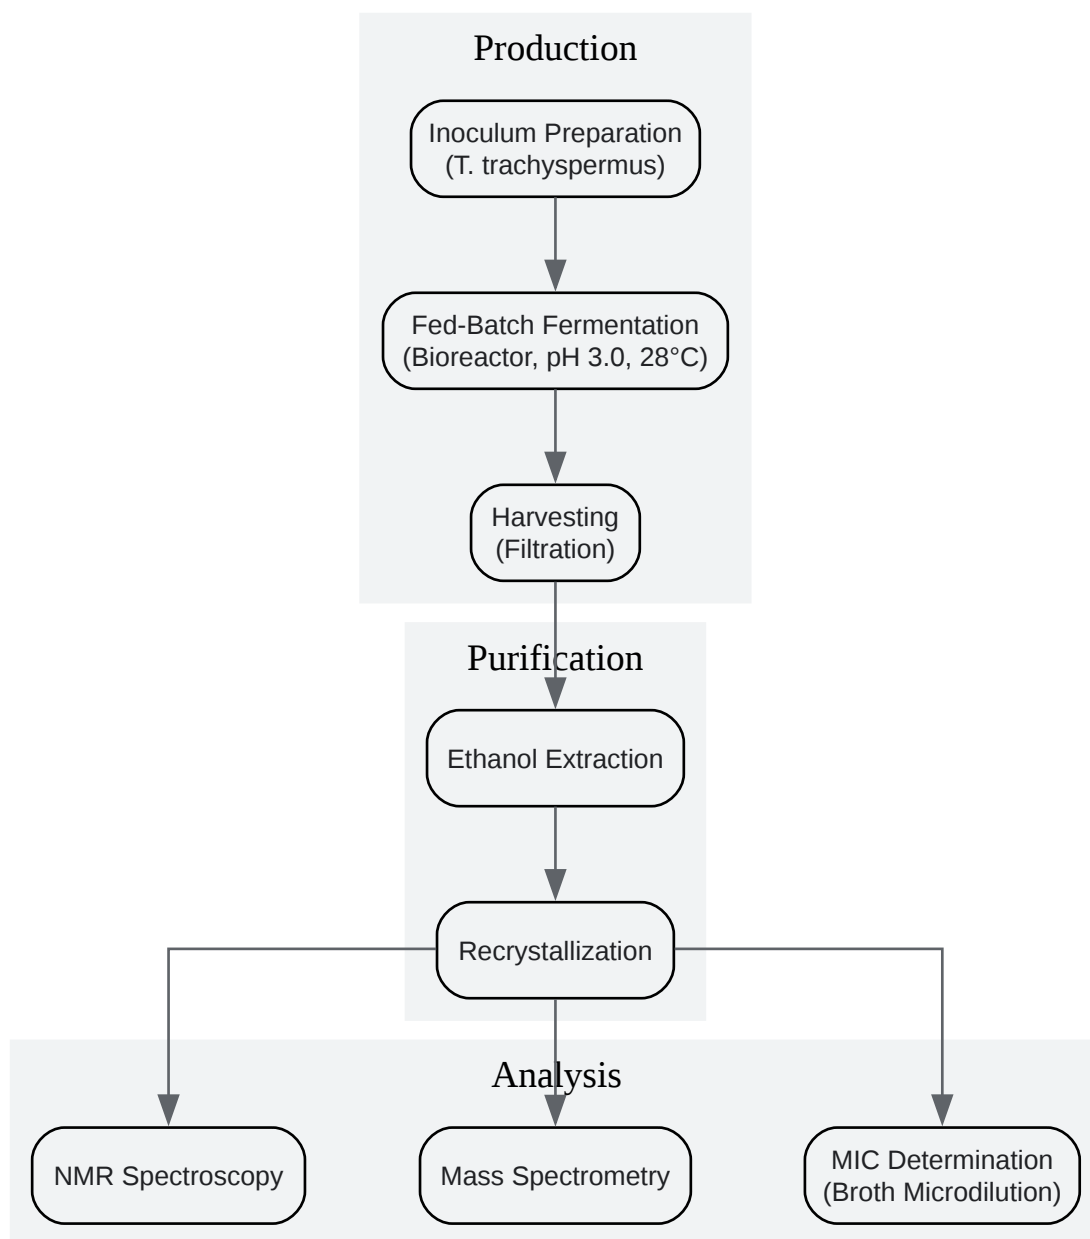 Production
Inoculum Preparation
(T. trachyspermus)
Fed-Batch Fermentation
(Bioreactor, pH 3.0, 28°C)
Harvesting
(Filtration)
Purification
Ethanol Extraction
Recrystallization
Analysis
NMR Spectroscopy
Mass Spectrometry
MIC Determination
(Broth Microdilution)